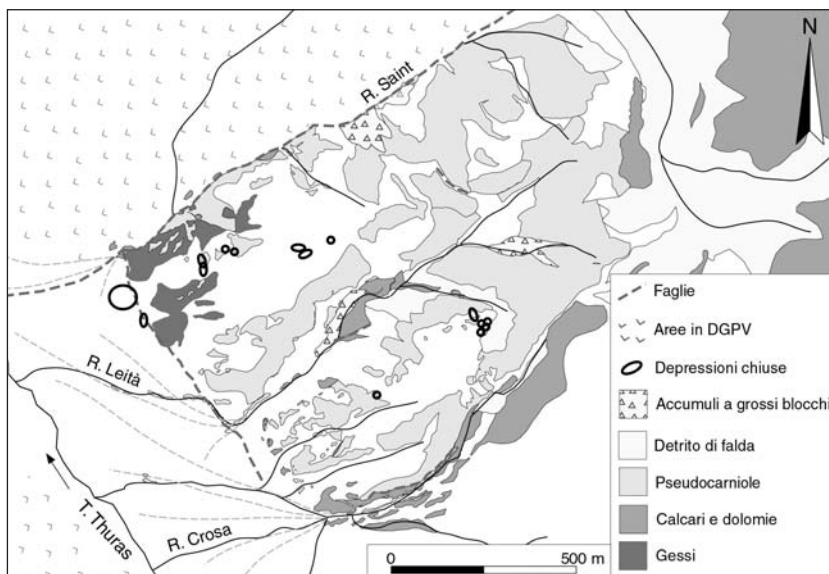 N
R. Saint
R. Leità
T. Thuras
R. Crosa
0
500 m
Faglie
Aree in DGPV
Depressioni chiuse
Accumuli a grossi blocchi
Detrito di falda
Pseudocarniole
Calcari e dolomie
Gessi